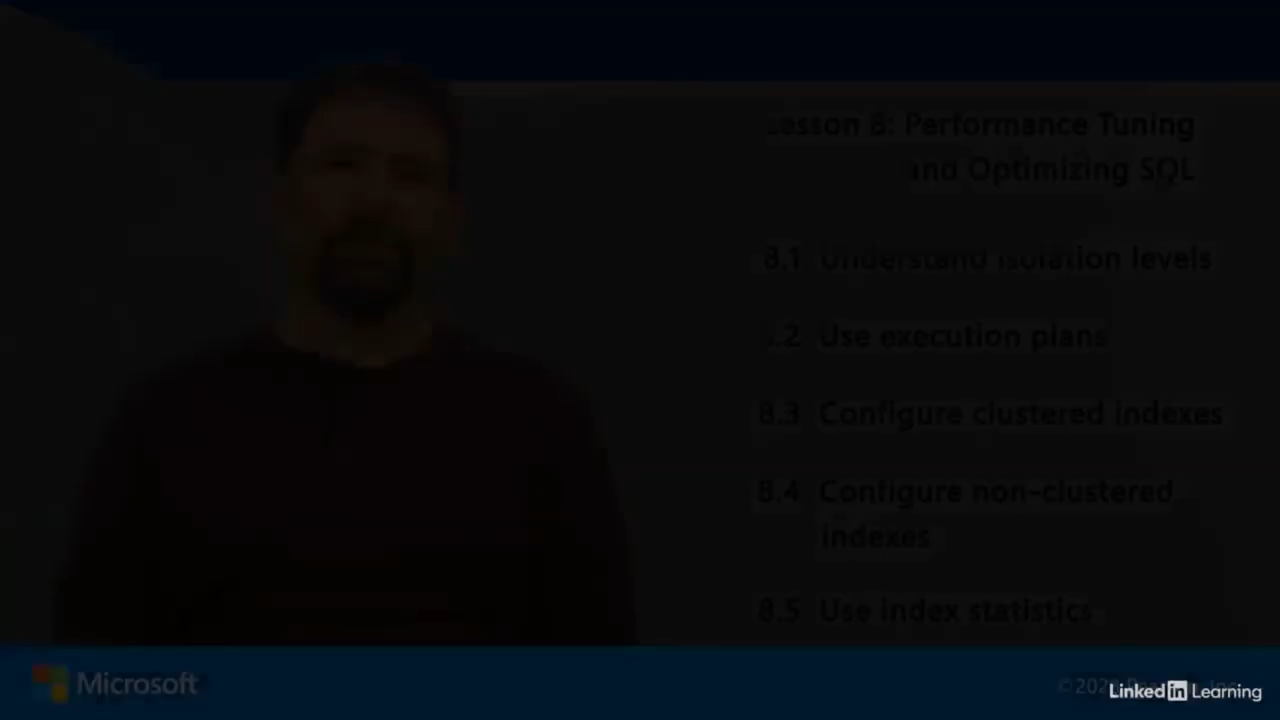 Lesson 8: Performance Tuning
and Optimizing SQL
8.1 Understand isolation levels
8.2 Use execution plans
8.3 Configure clustered indexes
8.4 Configure non-clustered
indexes
8.5 Use index statistics
Microsoft
LinkedIn Learning